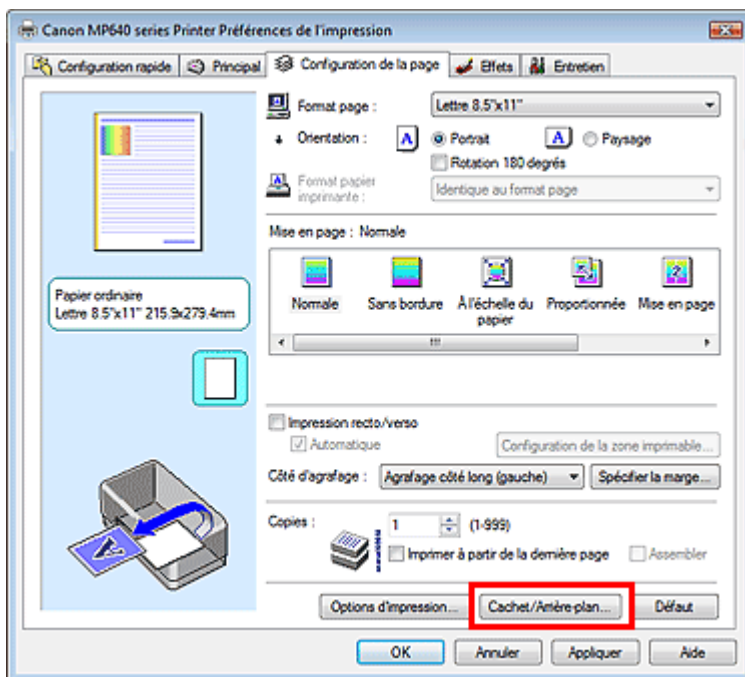 Canon MP640 series Printer Préférences de l'impression
Configuration rapide Principal Configuration de la page Effets Entretien
Format page : Lettre 8.5"x11"
Orientation : A Portrait A Paysage
Rotation 180 degrés
Format papier imprimante : Identique au format page
Mise en page : Normale
Normale Sans bordure À l'échelle du papier Proportionnée Mise en page
Papier ordinaire
Lettre 8.5"x11" 215.9x279.4mm
Impression recto/verso
Automatique Configuration de la zone imprimable...
Côté d'agrafage : Agrafage côté long (gauche) Spécifier la marge...
Copies : 1 (1-999)
Imprimer à partir de la dernière page Assembler
Options d'impression... Cachet/Arrière-plan... Défaut
OK Annuler Appliquer Aide